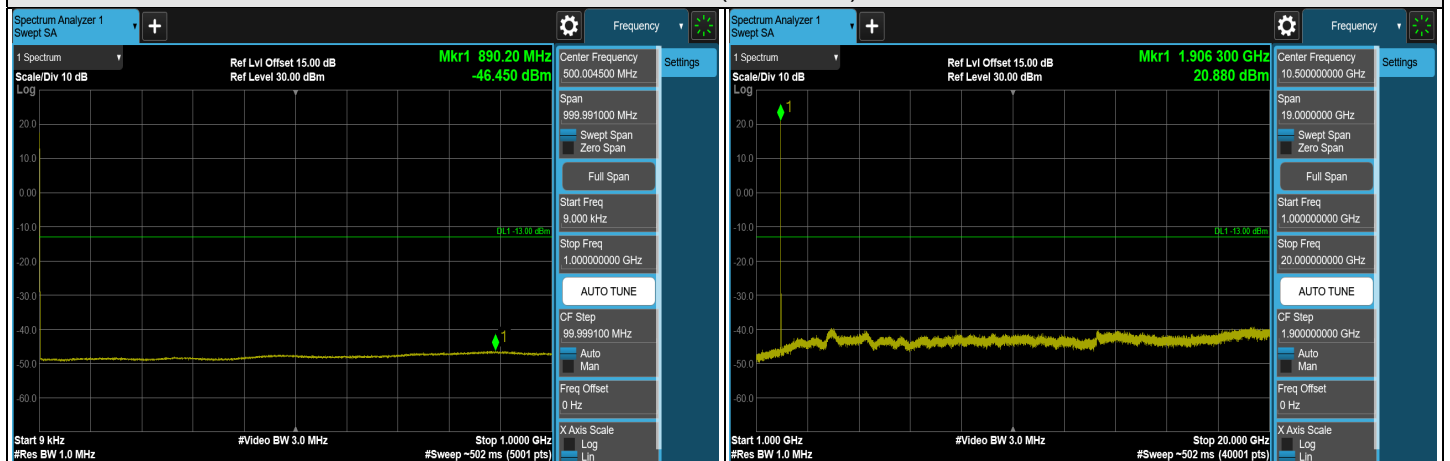 Spectrum Analyzer 1
Swept SA
Frequency
1 Spectrum
Scale/Div 10 dB
Log
Ref Lvl Offset 15.00 dB
Ref Level 30.00 dBm
Mkr1 890.20 MHz
-46.450 dBm
20.0
10.0
0.00
-10.0
-20.0
-30.0
-40.0
-50.0
-60.0
DL1 -13.00 dBm
1
Start 9 kHz
#Res BW 1.0 MHz
#Video BW 3.0 MHz
Stop 1.0000 GHz
#Sweep ~502 ms (5001 pts)
Center Frequency
500.004500 MHz
Span
999.991000 MHz
Swept Span
Zero Span
Full Span
Start Freq
9.000 kHz
Stop Freq
1.000000000 GHz
AUTO TUNE
CF Step
99.999100 MHz
Auto
Man
Freq Offset
0 Hz
X Axis Scale
Log
Lin
Settings
Spectrum Analyzer 1
Swept SA
Frequency
1 Spectrum
Scale/Div 10 dB
Log
Ref Lvl Offset 15.00 dB
Ref Level 30.00 dBm
Mkr1 1.906 300 GHz
20.880 dBm
1
20.0
10.0
0.00
-10.0
-20.0
-30.0
-40.0
-50.0
-60.0
DL1 -13.00 dBm
Start 1.000 GHz
#Res BW 1.0 MHz
#Video BW 3.0 MHz
Stop 20.000 GHz
#Sweep ~502 ms (40001 pts)
Center Frequency
10.500000000 GHz
Span
19.0000000 GHz
Swept Span
Zero Span
Full Span
Start Freq
1.000000000 GHz
Stop Freq
20.000000000 GHz
AUTO TUNE
CF Step
1.900000000 GHz
Auto
Man
Freq Offset
0 Hz
X Axis Scale
Log
Lin
Settings